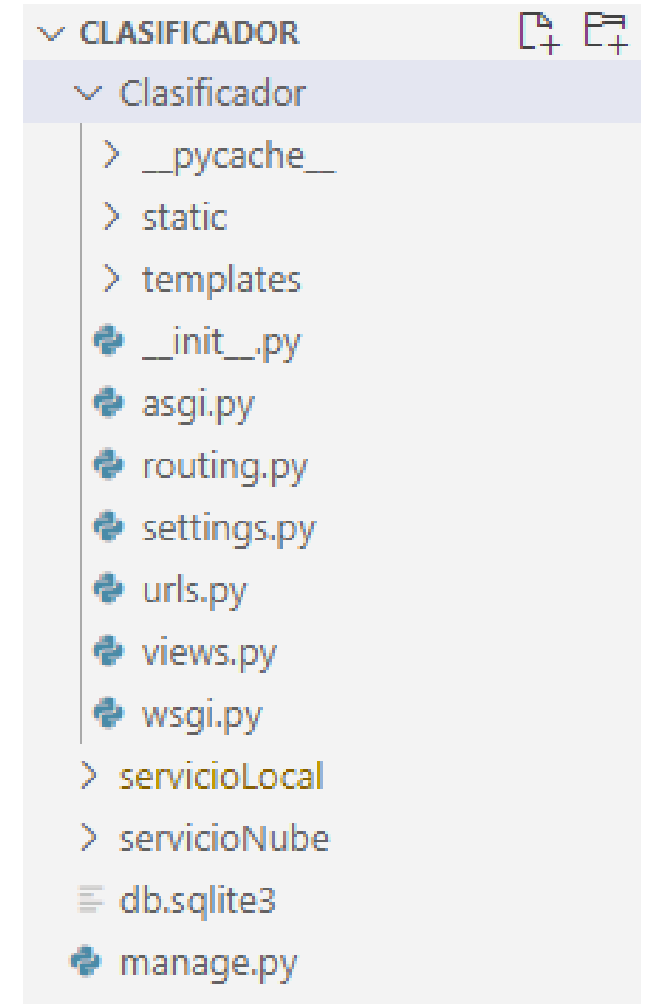 CLASIFICADOR
Clasificador
__pycache__
static
templates
__init__.py
asgi.py
routing.py
settings.py
urls.py
views.py
wsgi.py
servicioLocal
servicioNube
db.sqlite3
manage.py